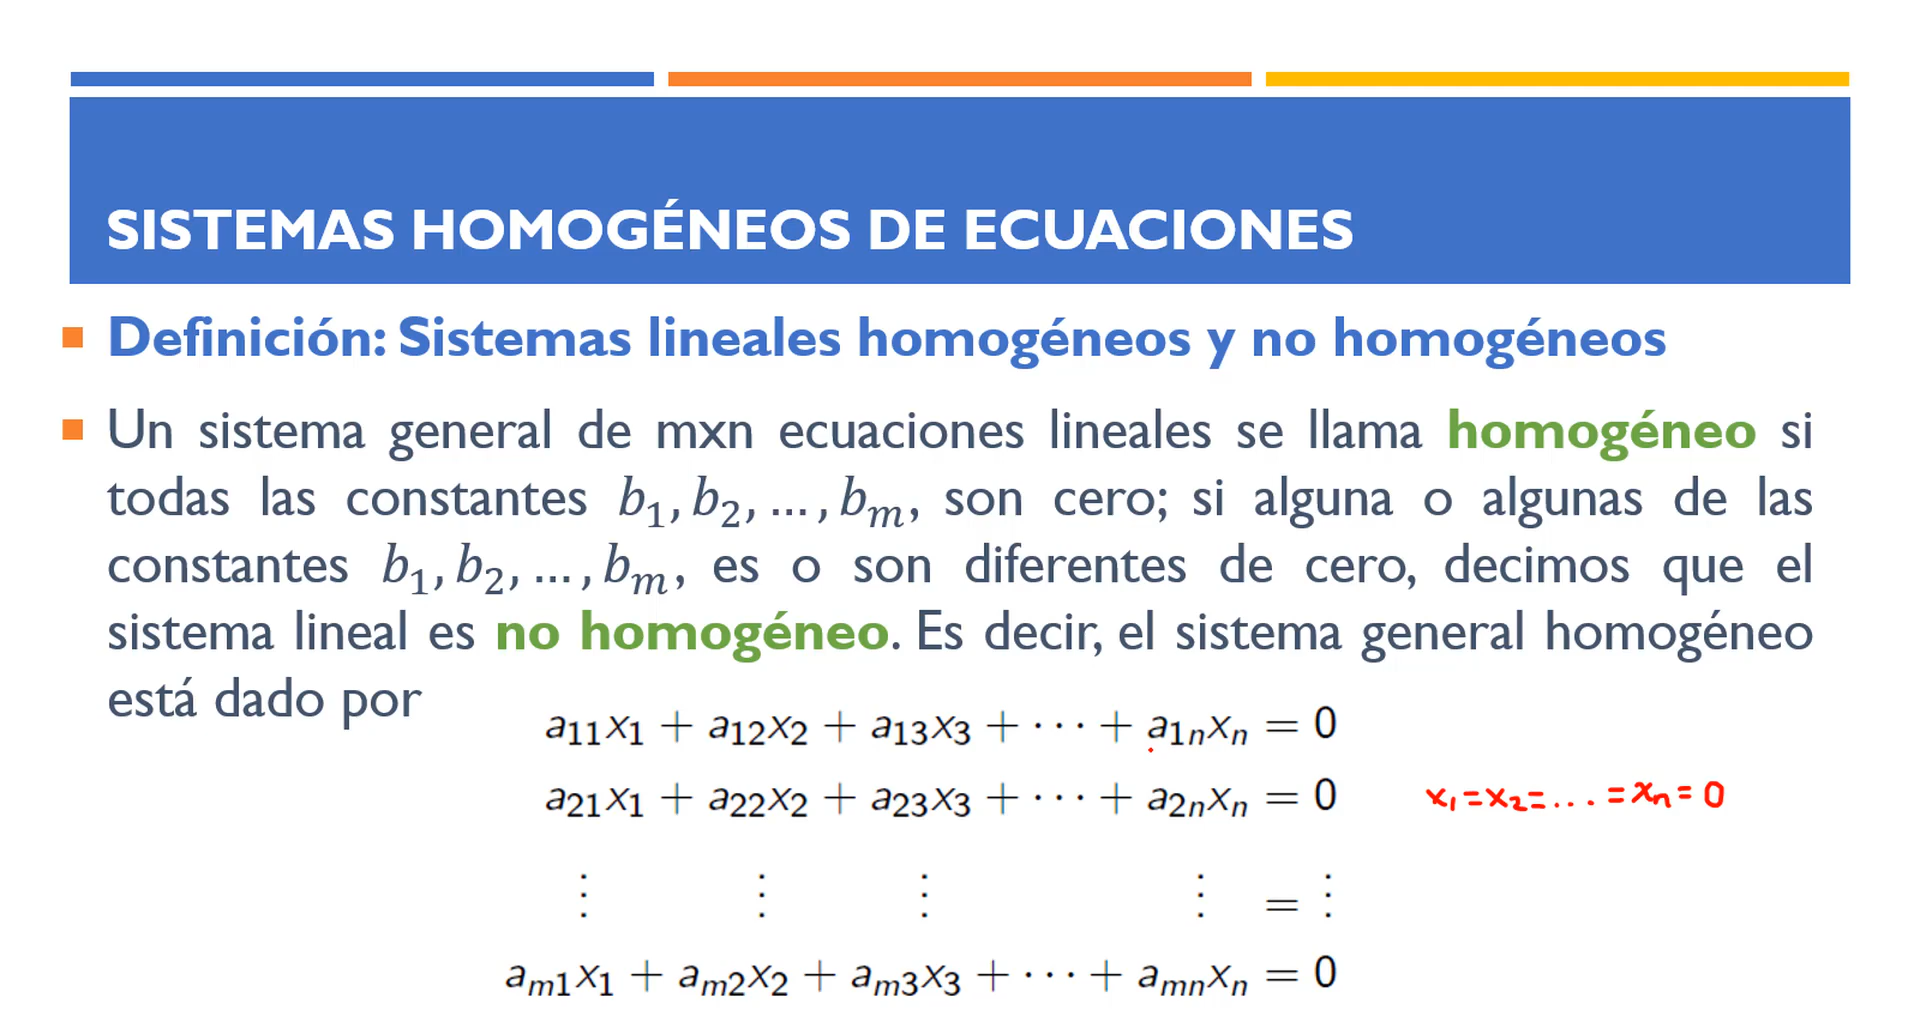 SISTEMAS HOMOGÉNEOS DE ECUACIONES
Definición: Sistemas lineales homogéneos y no homogéneos
Un sistema general de mxn ecuaciones lineales se llama homogéneo si
todas las constantes b₁, b₂, … , bₘ, son cero; si alguna o algunas de las
constantes b₁, b₂, … , bₘ, es o son diferentes de cero, decimos que el
sistema lineal es no homogéneo. Es decir, el sistema general homogéneo
está dado por
a₁₁x₁ + a₁₂x₂ + a₁₃x₃ + ⋯ + a₁ₙxₙ = 0
a₂₁x₁ + a₂₂x₂ + a₂₃x₃ + ⋯ + a₂ₙxₙ = 0
x₁=x₂=...=xₙ=0
⋮ ⋮ ⋮ ⋮ = ⋮
aₘ₁x₁ + aₘ₂x₂ + aₘ₃x₃ + ⋯ + aₘₙxₙ = 0